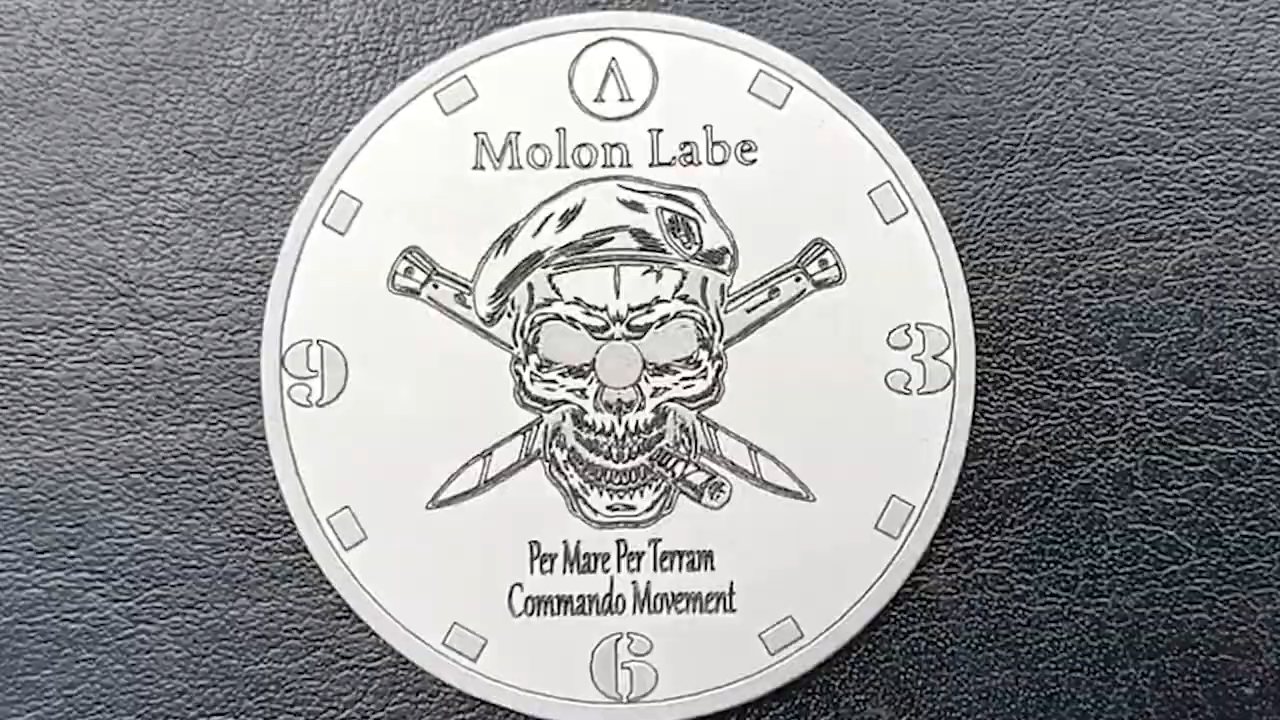 Λ
Molon Labe
9 3
Per Mare Per Terram
Commando Movement
6